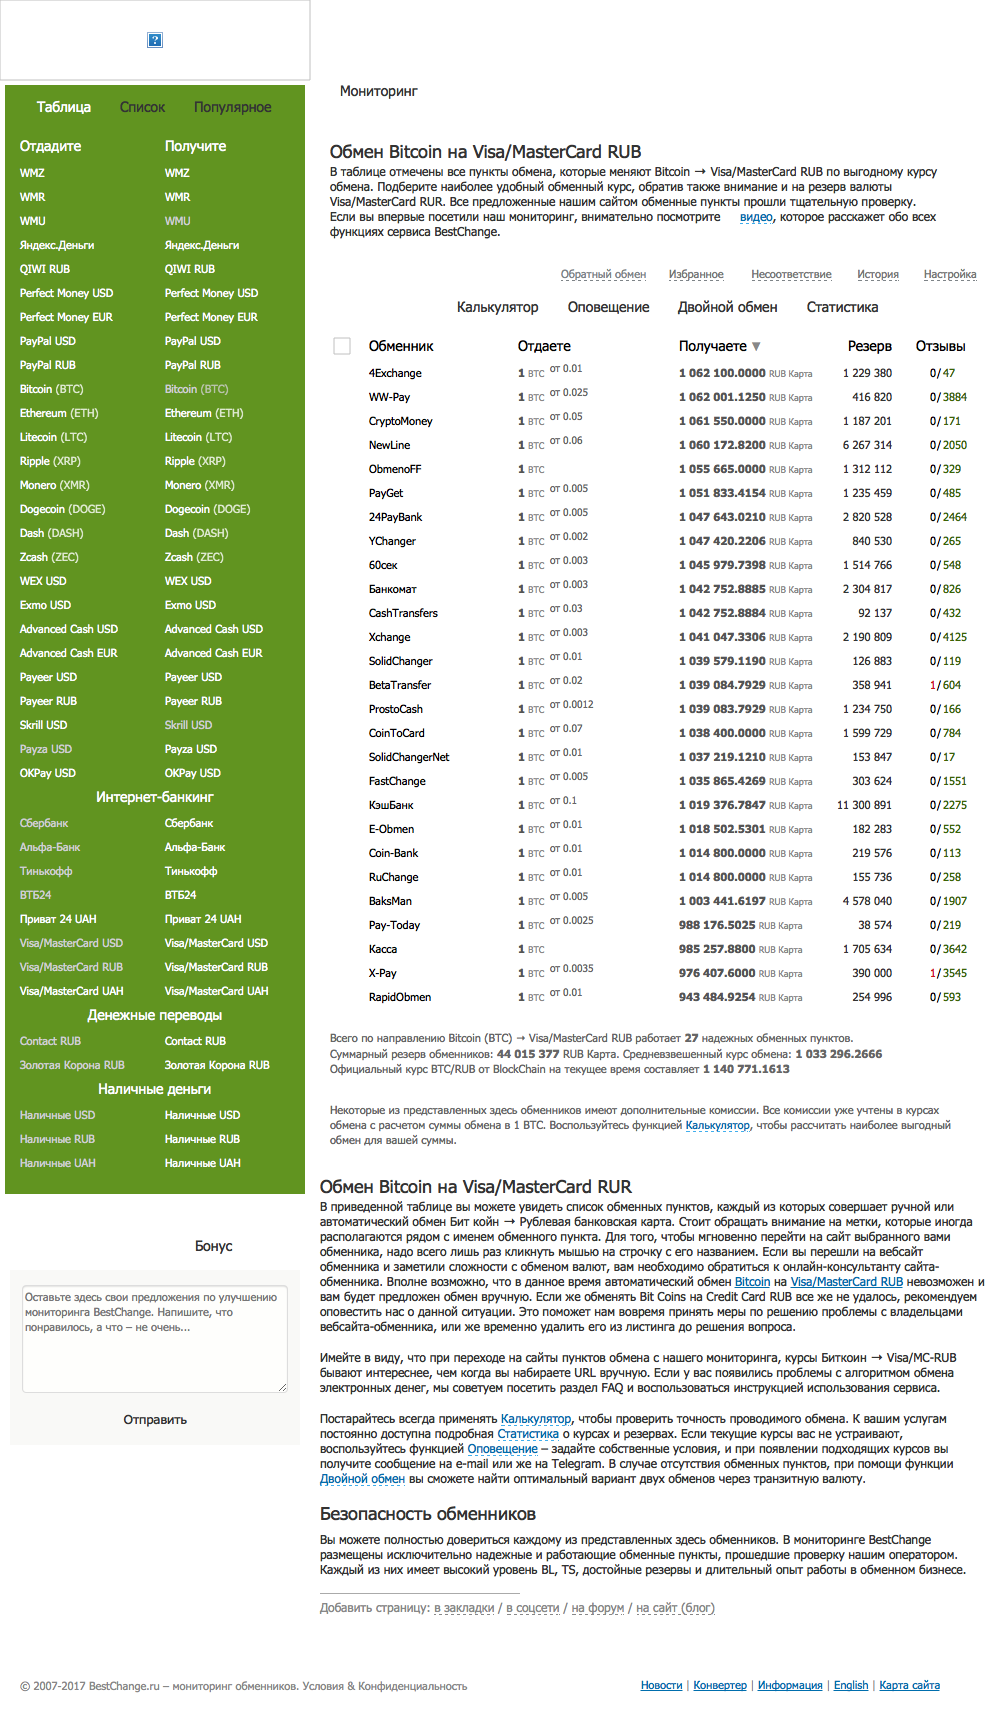 Мониторинг
Таблица Список Популярное
Отдадите Получите
WMZ WMZ
WMR WMR
WMU WMU
Яндекс.Деньги Яндекс.Деньги
QIWI RUB QIWI RUB
Perfect Money USD Perfect Money USD
Perfect Money EUR Perfect Money EUR
PayPal USD PayPal USD
PayPal RUB PayPal RUB
Bitcoin (BTC) Bitcoin (BTC)
Ethereum (ETH) Ethereum (ETH)
Litecoin (LTC) Litecoin (LTC)
Ripple (XRP) Ripple (XRP)
Monero (XMR) Monero (XMR)
Dogecoin (DOGE) Dogecoin (DOGE)
Dash (DASH) Dash (DASH)
Zcash (ZEC) Zcash (ZEC)
WEX USD WEX USD
Exmo USD Exmo USD
Advanced Cash USD Advanced Cash USD
Advanced Cash EUR Advanced Cash EUR
Payeer USD Payeer USD
Payeer RUB Payeer RUB
Skrill USD Skrill USD
Payza USD Payza USD
OKPay USD OKPay USD
Интернет-банкинг
Сбербанк Сбербанк
Альфа-Банк Альфа-Банк
Тинькофф Тинькофф
ВТБ24 ВТБ24
Приват 24 UAH Приват 24 UAH
Visa/MasterCard USD Visa/MasterCard USD
Visa/MasterCard RUB Visa/MasterCard RUB
Visa/MasterCard UAH Visa/MasterCard UAH
Денежные переводы
Contact RUB Contact RUB
Золотая Корона RUB Золотая Корона RUB
Наличные деньги
Наличные USD Наличные USD
Наличные RUB Наличные RUB
Наличные UAH Наличные UAH
Бонус
Оставьте здесь свои предложения по улучшению
мониторинга BestChange. Напишите, что
понравилось, а что – не очень...
Отправить
Обмен Bitcoin на Visa/MasterCard RUB
В таблице отмечены все пункты обмена, которые меняют Bitcoin → Visa/MasterCard RUB по выгодному курсу
обмена. Подберите наиболее удобный обменный курс, обратив также внимание и на резерв валюты
Visa/MasterCard RUR. Все предложенные нашим сайтом обменные пункты прошли тщательную проверку.
Если вы впервые посетили наш мониторинг, внимательно посмотрите видео, которое расскажет обо всех
функциях сервиса BestChange.
Обратный обмен Избранное Несоответствие История Настройка
Калькулятор Оповещение Двойной обмен Статистика
Обменник Отдаете Получаете ▼ Резерв Отзывы
4Exchange 1 BTC от 0.01 1 062 100.0000 RUB Карта 1 229 380 0/47
WW-Pay 1 BTC от 0.025 1 062 001.1250 RUB Карта 416 820 0/3884
CryptoMoney 1 BTC от 0.05 1 061 550.0000 RUB Карта 1 187 201 0/171
NewLine 1 BTC от 0.06 1 060 172.8200 RUB Карта 6 267 314 0/2050
ObmenoFF 1 BTC 1 055 665.0000 RUB Карта 1 312 112 0/329
PayGet 1 BTC от 0.005 1 051 833.4154 RUB Карта 1 235 459 0/485
24PayBank 1 BTC от 0.005 1 047 643.0210 RUB Карта 2 820 528 0/2464
YChanger 1 BTC от 0.002 1 047 420.2206 RUB Карта 840 530 0/265
60сек 1 BTC от 0.003 1 045 979.7398 RUB Карта 1 514 766 0/548
Банкомат 1 BTC от 0.003 1 042 752.8885 RUB Карта 2 304 817 0/826
CashTransfers 1 BTC от 0.03 1 042 752.8884 RUB Карта 92 137 0/432
Xchange 1 BTC от 0.003 1 041 047.3306 RUB Карта 2 190 809 0/4125
SolidChanger 1 BTC от 0.01 1 039 579.1190 RUB Карта 126 883 0/119
BetaTransfer 1 BTC от 0.02 1 039 084.7929 RUB Карта 358 941 1/604
ProstoCash 1 BTC от 0.0012 1 039 083.7929 RUB Карта 1 234 750 0/166
CoinToCard 1 BTC от 0.07 1 038 400.0000 RUB Карта 1 599 729 0/784
SolidChangerNet 1 BTC от 0.01 1 037 219.1210 RUB Карта 153 847 0/17
FastChange 1 BTC от 0.005 1 035 865.4269 RUB Карта 303 624 0/1551
КэшБанк 1 BTC от 0.1 1 019 376.7847 RUB Карта 11 300 891 0/2275
E-Obmen 1 BTC от 0.01 1 018 502.5301 RUB Карта 182 283 0/552
Coin-Bank 1 BTC от 0.01 1 014 800.0000 RUB Карта 219 576 0/113
RuChange 1 BTC от 0.01 1 014 800.0000 RUB Карта 155 736 0/258
BaksMan 1 BTC от 0.005 1 003 441.6197 RUB Карта 4 578 040 0/1907
Pay-Today 1 BTC от 0.0025 988 176.5025 RUB Карта 38 574 0/219
Касса 1 BTC 985 257.8800 RUB Карта 1 705 634 0/3642
X-Pay 1 BTC от 0.0035 976 407.6000 RUB Карта 390 000 1/3545
RapidObmen 1 BTC от 0.01 943 484.9254 RUB Карта 254 996 0/593
Всего по направлению Bitcoin (BTC) → Visa/MasterCard RUB работает 27 надежных обменных пунктов.
Суммарный резерв обменников: 44 015 377 RUB Карта. Средневзвешенный курс обмена: 1 033 296.2666
Официальный курс BTC/RUB от BlockChain на текущее время составляет 1 140 771.1613
Некоторые из представленных здесь обменников имеют дополнительные комиссии. Все комиссии уже учтены в курсах
обмена с расчетом суммы обмена в 1 BTC. Воспользуйтесь функцией Калькулятор, чтобы рассчитать наиболее выгодный
обмен для вашей суммы.
Обмен Bitcoin на Visa/MasterCard RUR
В приведенной таблице вы можете увидеть список обменных пунктов, каждый из которых совершает ручной или
автоматический обмен Бит койн → Рублевая банковская карта. Стоит обращать внимание на метки, которые иногда
располагаются рядом с именем обменного пункта. Для того, чтобы мгновенно перейти на сайт выбранного вами
обменника, надо всего лишь раз кликнуть мышью на строчку с его названием. Если вы перешли на вебсайт
обменника и заметили сложности с обменом валют, вам необходимо обратиться к онлайн-консультанту сайта-
обменника. Вполне возможно, что в данное время автоматический обмен Bitcoin на Visa/MasterCard RUB невозможен и
вам будет предложен обмен вручную. Если же обменять Bit Coins на Credit Card RUB все же не удалось, рекомендуем
оповестить нас о данной ситуации. Это поможет нам вовремя принять меры по решению проблемы с владельцами
вебсайта-обменника, или же временно удалить его из листинга до решения вопроса.
Имейте в виду, что при переходе на сайты пунктов обмена с нашего мониторинга, курсы Биткоин → Visa/MC-RUB
бывают интереснее, чем когда вы набираете URL вручную. Если у вас появились проблемы с алгоритмом обмена
электронных денег, мы советуем посетить раздел FAQ и воспользоваться инструкцией использования сервиса.
Постарайтесь всегда применять Калькулятор, чтобы проверить точность проводимого обмена. К вашим услугам
постоянно доступна подробная Статистика о курсах и резервах. Если текущие курсы вас не устраивают,
воспользуйтесь функцией Оповещение – задайте собственные условия, и при появлении подходящих курсов вы
получите сообщение на e-mail или же на Telegram. В случае отсутствия обменных пунктов, при помощи функции
Двойной обмен вы сможете найти оптимальный вариант двух обменов через транзитную валюту.
Безопасность обменников
Вы можете полностью довериться каждому из представленных здесь обменников. В мониторинге BestChange
размещены исключительно надежные и работающие обменные пункты, прошедшие проверку нашим оператором.
Каждый из них имеет высокий уровень BL, TS, достойные резервы и длительный опыт работы в обменном бизнесе.
Добавить страницу: в закладки / в соцсети / на форум / на сайт (блог)
© 2007-2017 BestChange.ru – мониторинг обменников. Условия & Конфиденциальность
Новости | Конвертер | Информация | English | Карта сайта